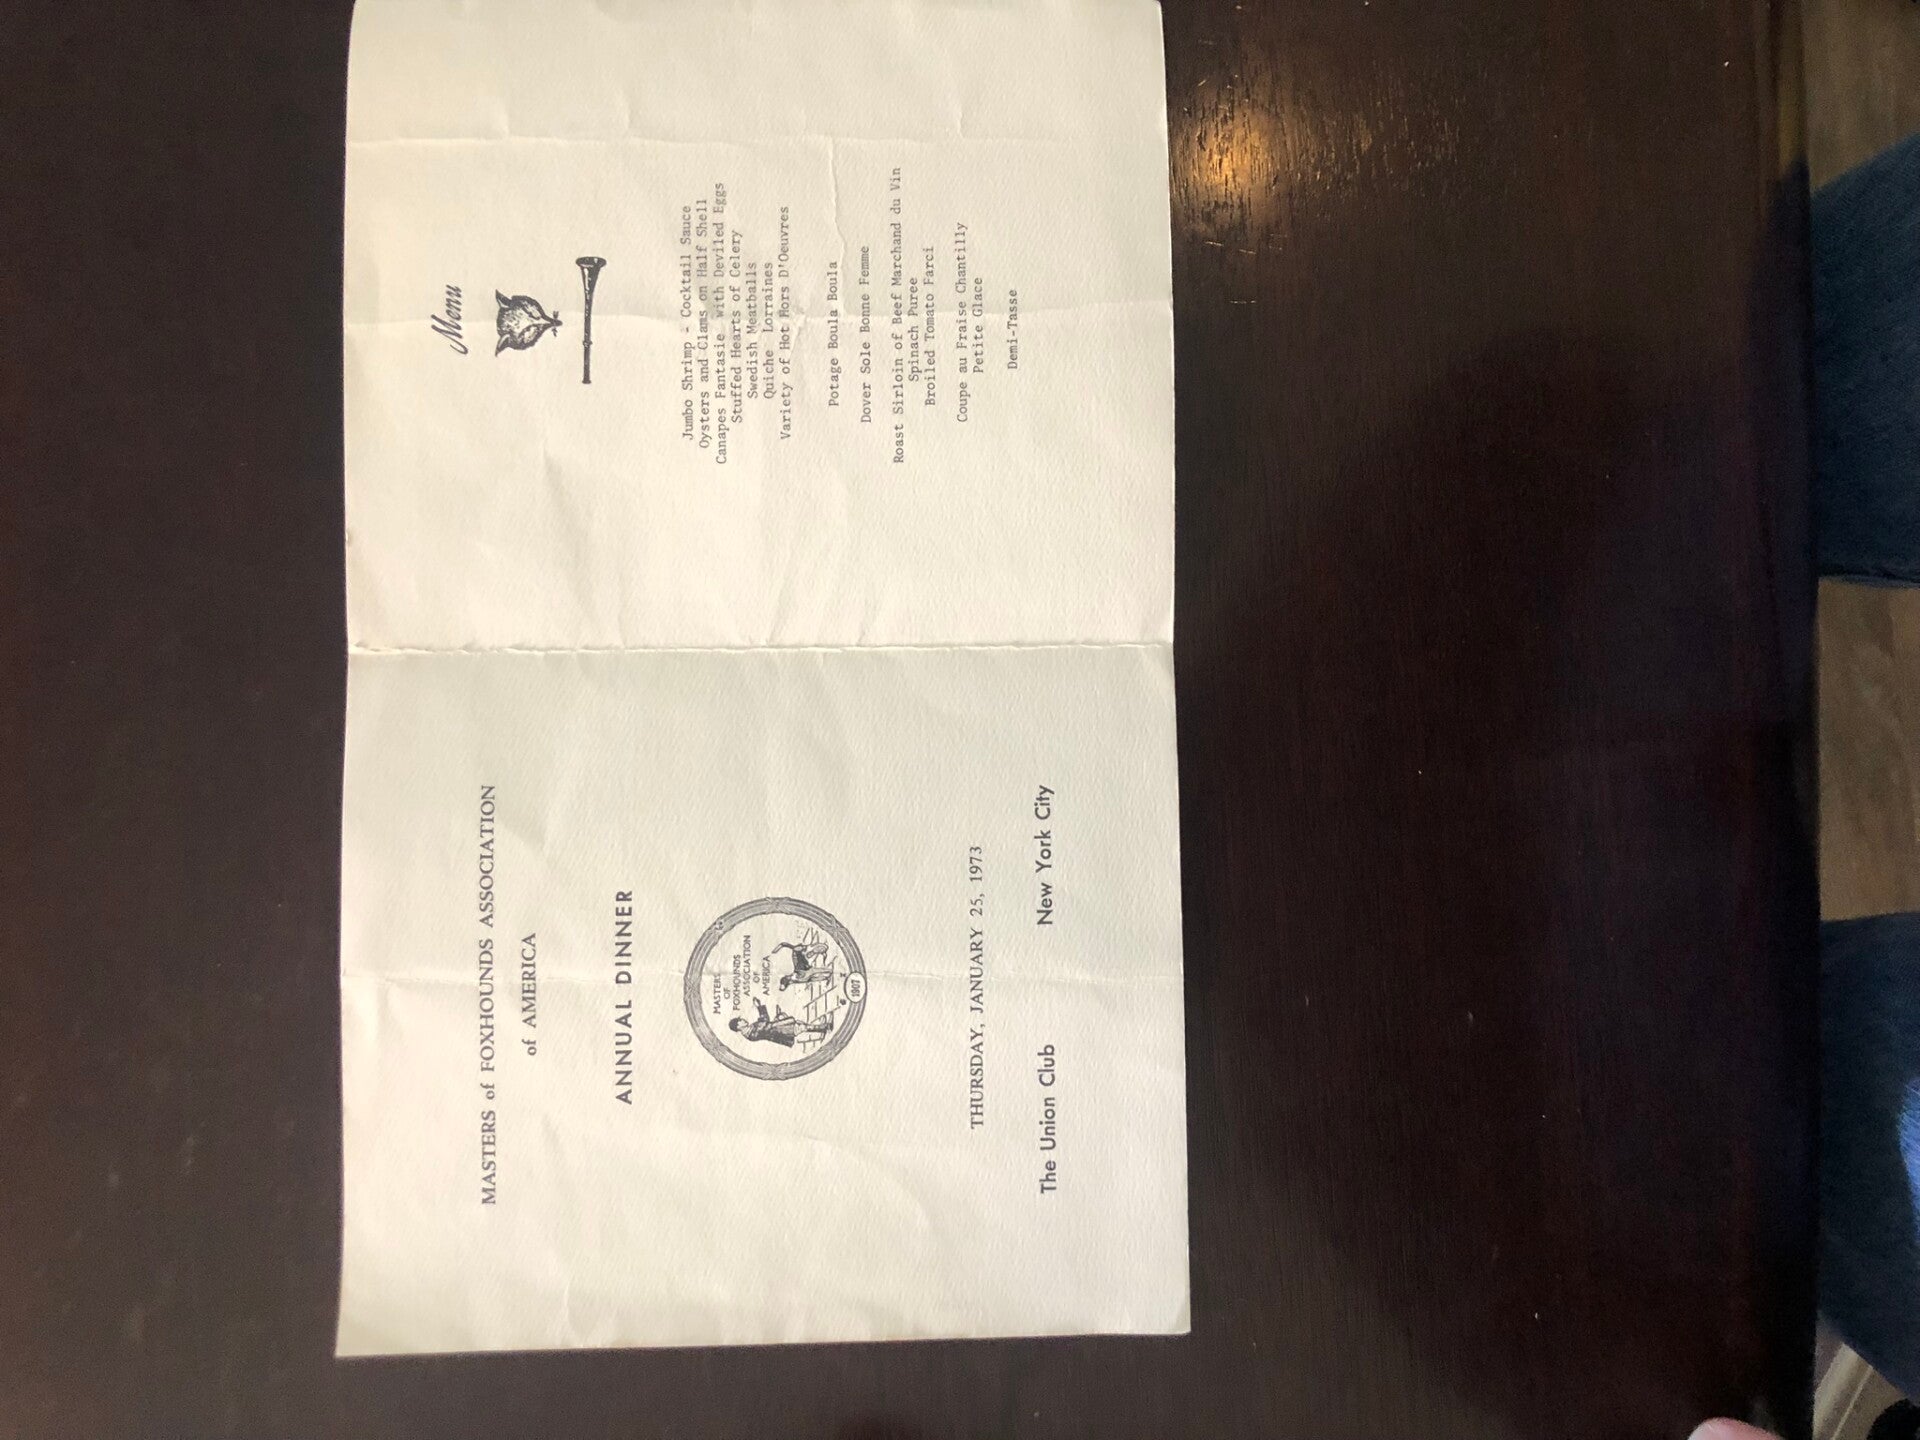 MASTERS of FOXHOUNDS ASSOCIATION
of AMERICA
ANNUAL DINNER
MASTERS
OF
FOXHOUNDS
ASSOCIATION
OF
AMERICA
1907
THURSDAY, JANUARY 25, 1973
The Union Club New York City
Menu
Jumbo Shrimp - Cocktail Sauce
Oysters and Clams on Half Shell
Canapes Fantasie with Deviled Eggs
Stuffed Hearts of Celery
Swedish Meatballs
Quiche Lorraines
Variety of Hot Hors D'Oeuvres
Potage Boula Boula
Dover Sole Bonne Femme
Roast Sirloin of Beef Marchand du Vin
Spinach Puree
Broiled Tomato Farci
Coupe au Fraise Chantilly
Petite Glace
Demi-Tasse